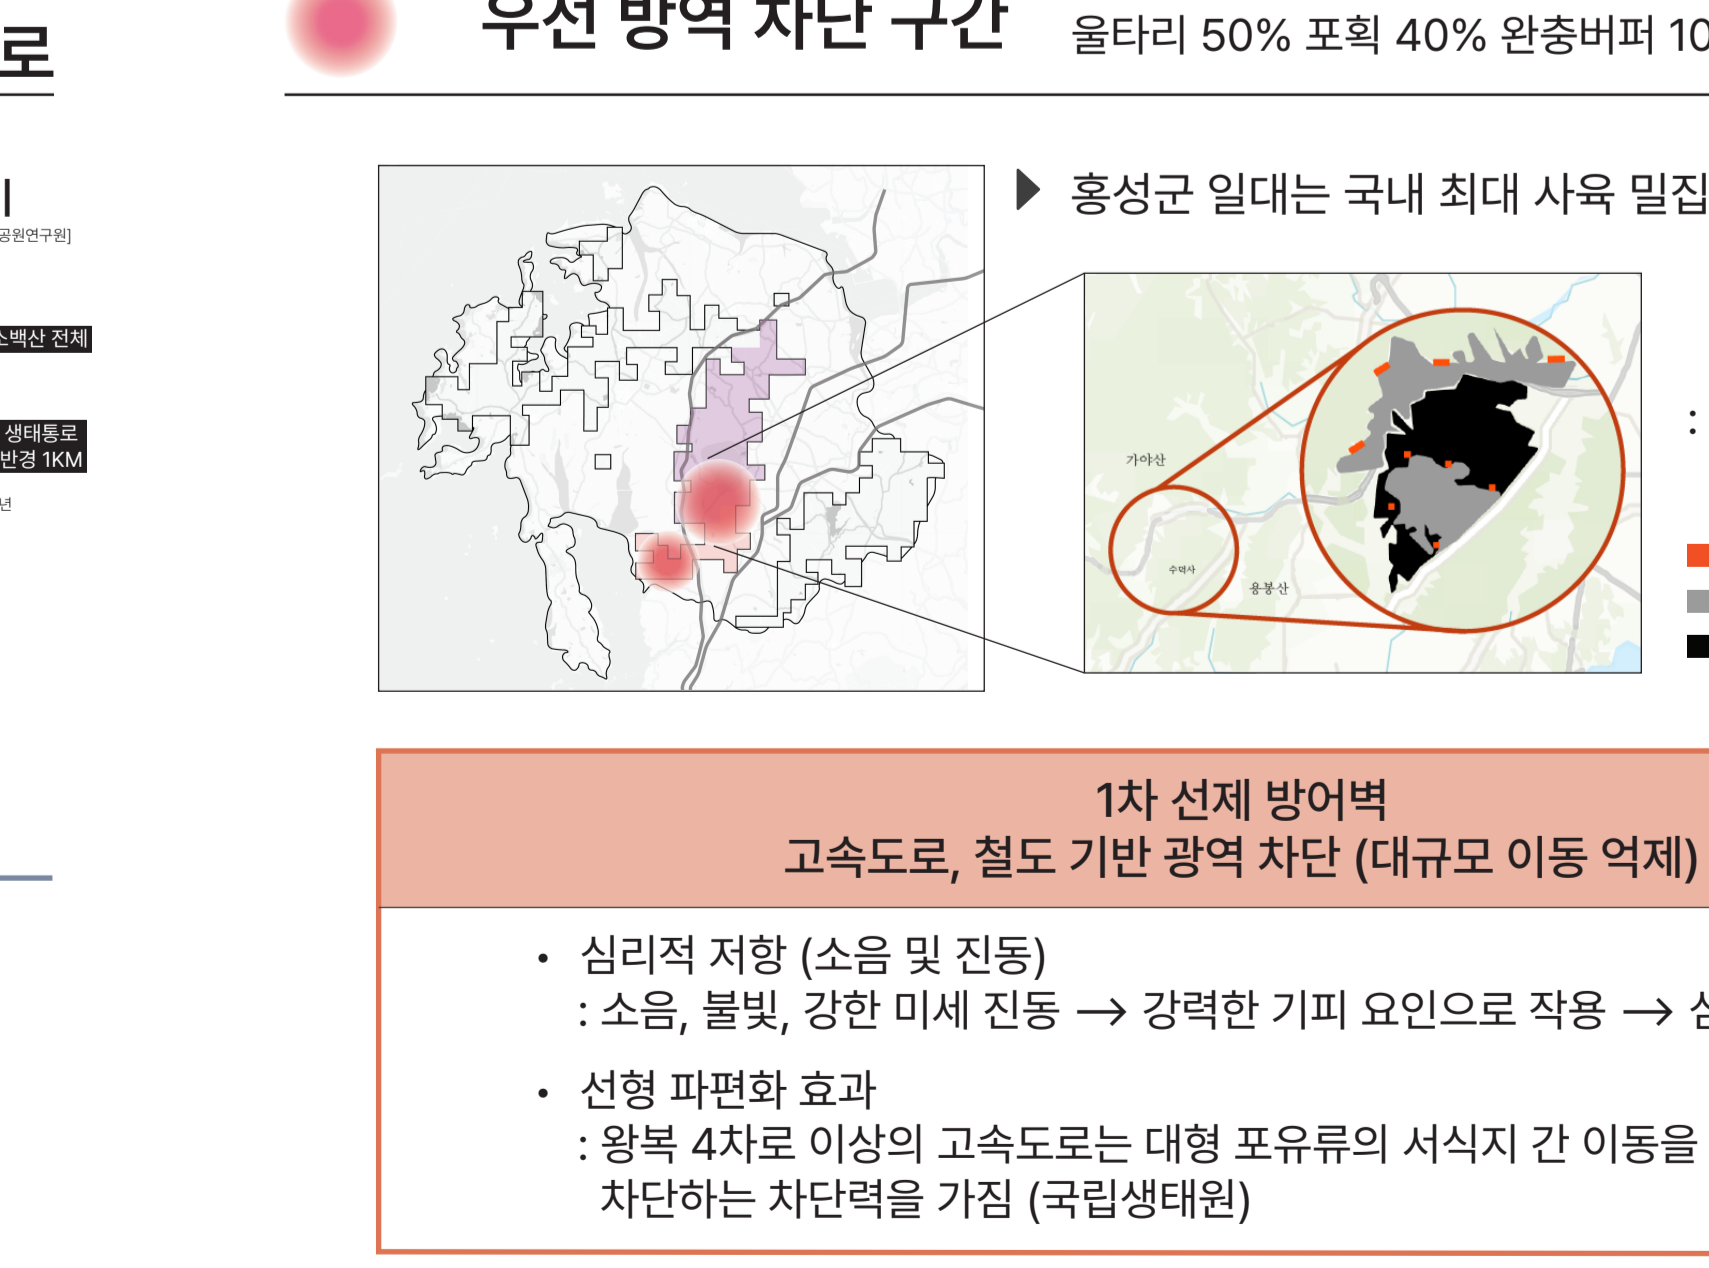 로
우선 방역 차단 구간
울타리 50% 포획 40% 완충버퍼 10
공원연구원]
소백산 전체
생태통로
반경 1KM
년
홍성군 일대는 국내 최대 사육 밀집
가야산
수덕사
용봉산
:
1차 선제 방어벽
고속도로, 철도 기반 광역 차단 (대규모 이동 억제)
• 심리적 저항 (소음 및 진동)
: 소음, 불빛, 강한 미세 진동 → 강력한 기피 요인으로 작용 →
• 선형 파편화 효과
: 왕복 4차로 이상의 고속도로는 대형 포유류의 서식지 간 이동을
차단하는 차단력을 가짐 (국립생태원)